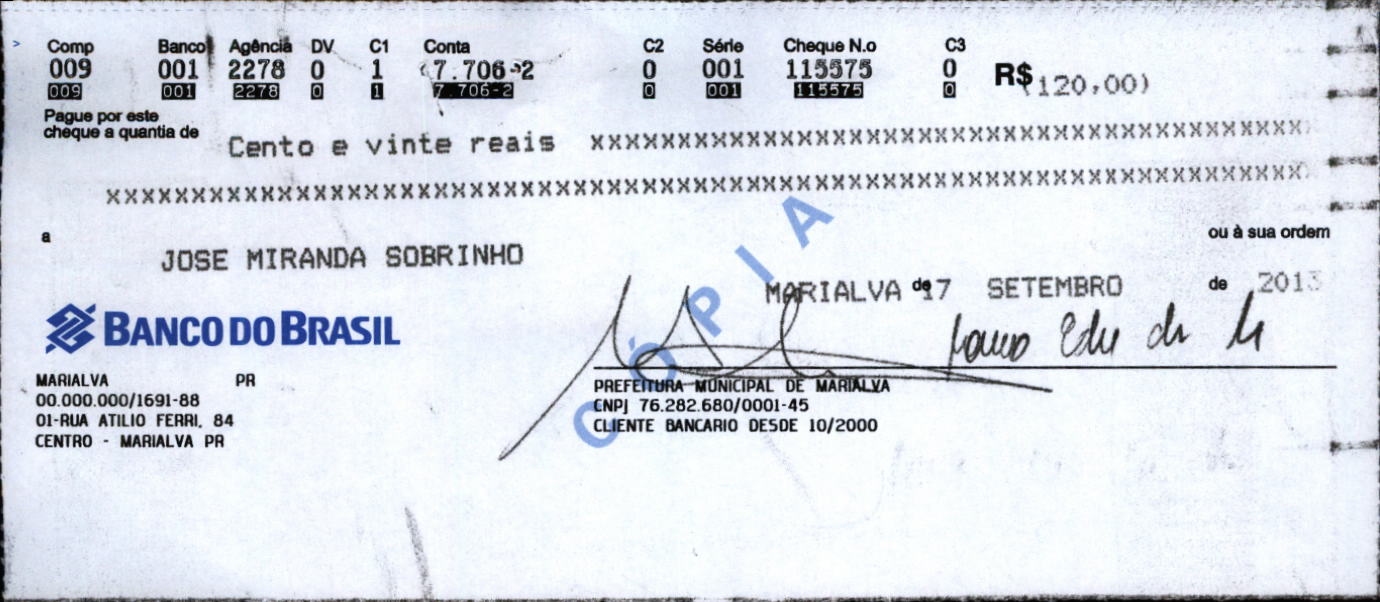 Comp Banco Agência DV C1 Conta C2 Série Cheque N.o C3
009 001 2278 0 1 7.706-2 0 001 115575 0 R$ (120,00)
009 001 2278 0 1 7.706-2 0 001 115575 0
Pague por este
cheque a quantia de Cento e vinte reais xxxxxxxxxxxxxxxxxxxxxxxxxxxxxxxxxxxxxxxxxxxxxxxxxxx
xxxxxxxxxxxxxxxxxxxxxxxxxxxxxxxxxxxxxxxxxxxxxxxxxxxxxxxxxxxxxxxxxxxxxxxxxxxxxxxxxxxxxx
a JOSE MIRANDA SOBRINHO ou à sua ordem
MARIALVA de 17 SETEMBRO de 2013
BANCO DO BRASIL
MARIALVA PR
00.000.000/1691-88
01-RUA ATILIO FERRI, 84
CENTRO - MARIALVA PR
PREFEITURA MUNICIPAL DE MARIALVA
CNPJ 76.282.680/0001-45
CLIENTE BANCARIO DESDE 10/2000
CÓPIA